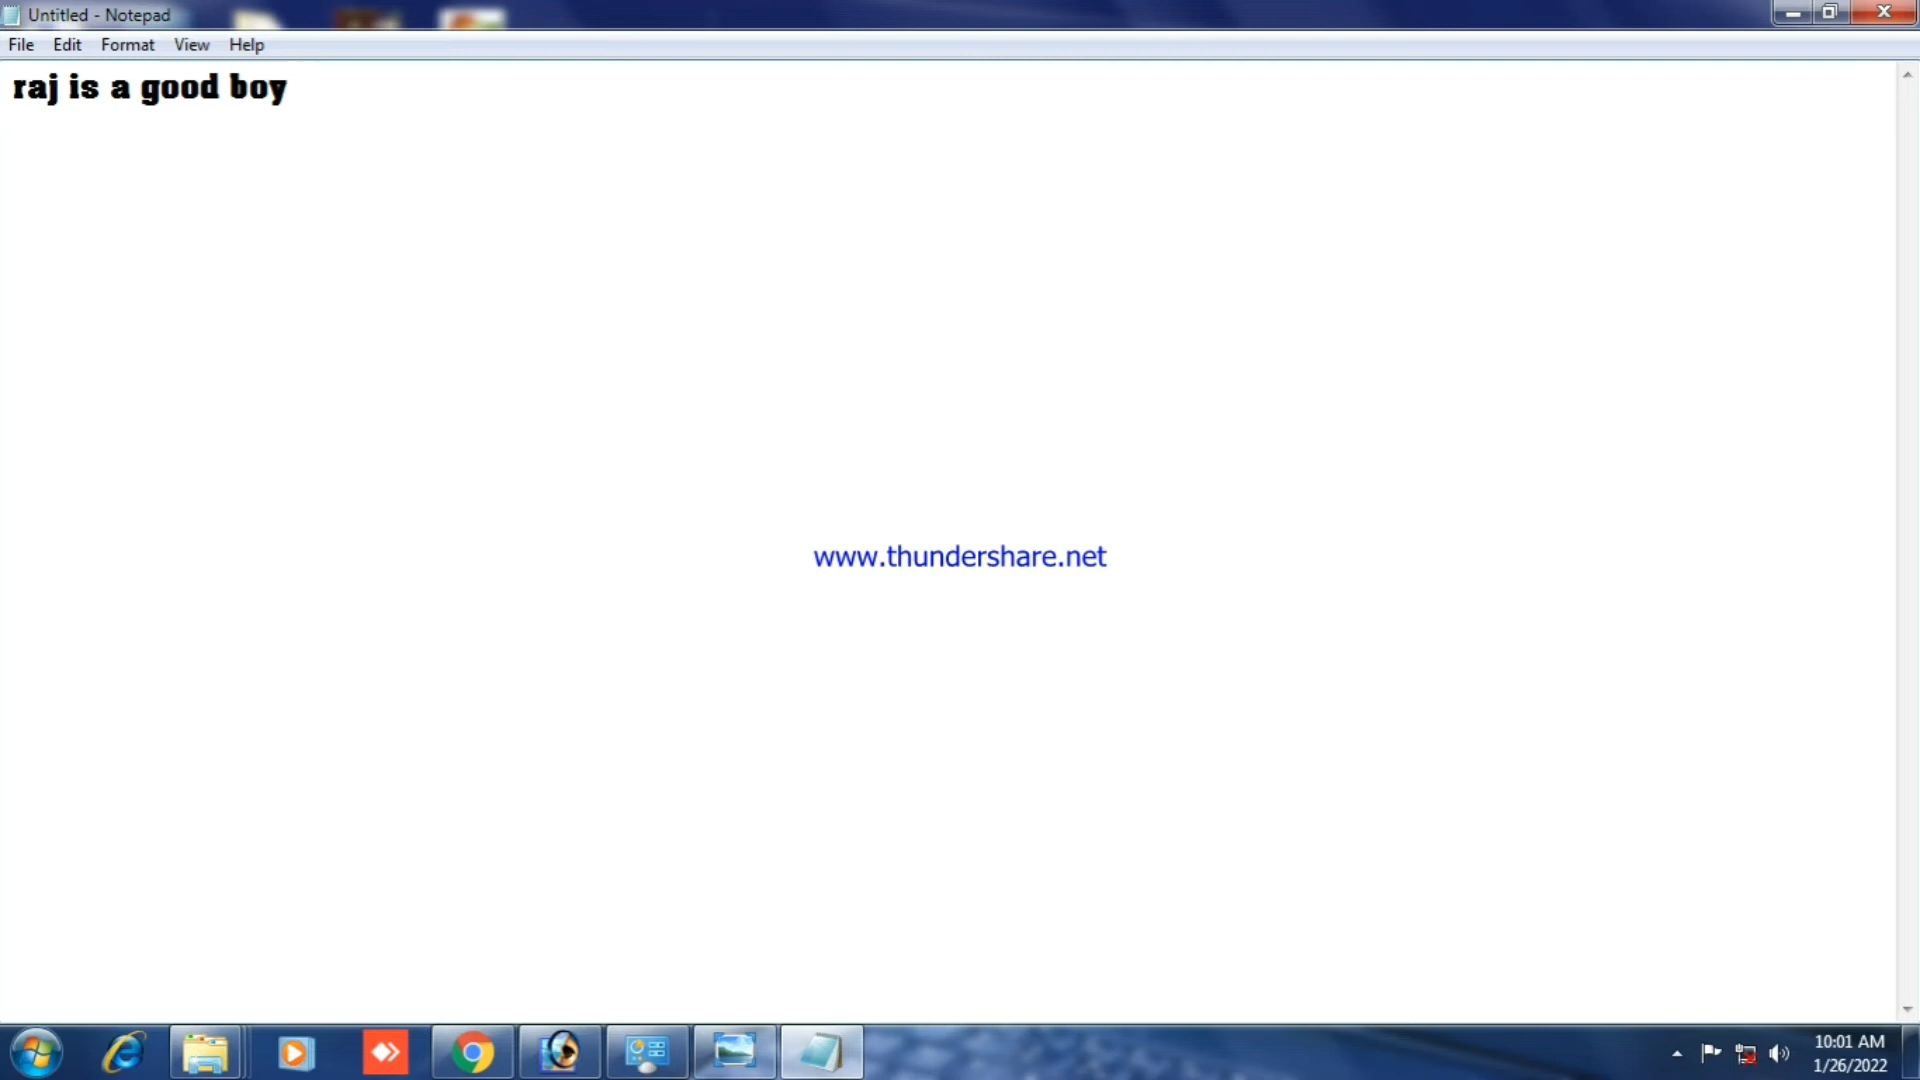 Untitled - Notepad
File Edit Format View Help
raj is a good boy
www.thundershare.net
10:01 AM
1/26/2022